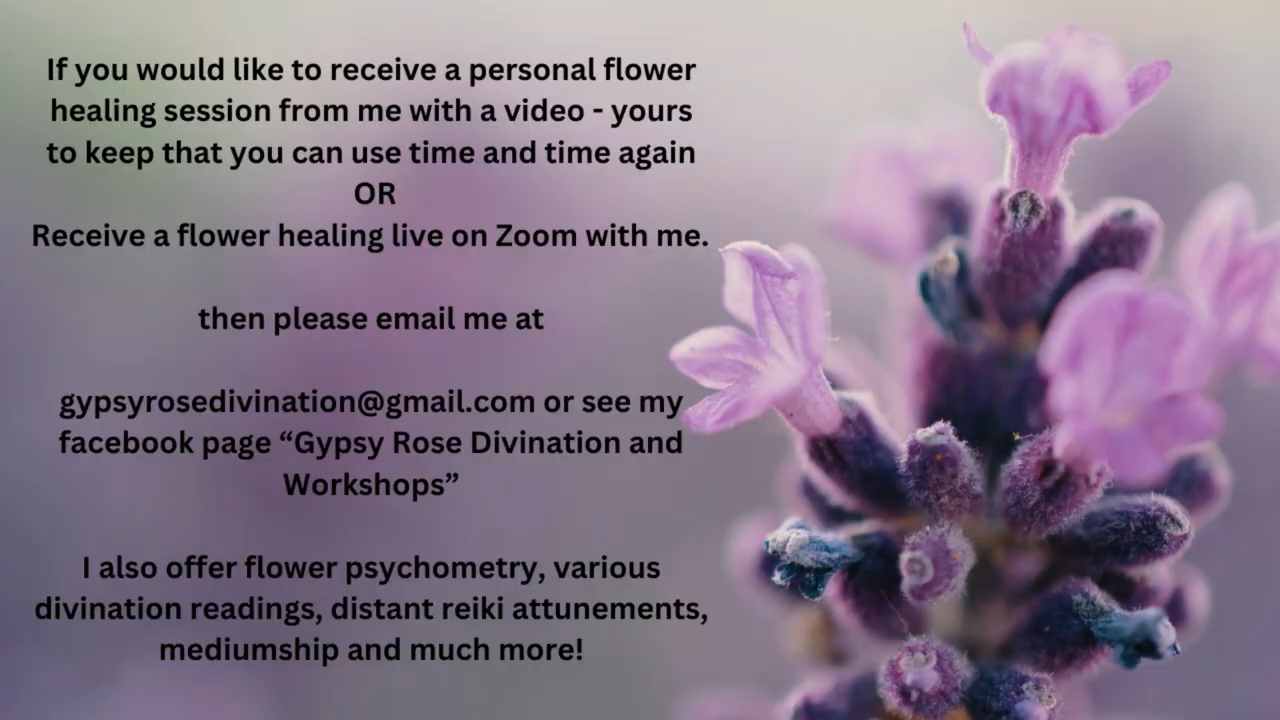 If you would like to receive a personal flower
healing session from me with a video - yours
to keep that you can use time and time again
OR
Receive a flower healing live on Zoom with me.
then please email me at
gypsyrosedivination@gmail.com or see my
facebook page “Gypsy Rose Divination and
Workshops”
I also offer flower psychometry, various
divination readings, distant reiki attunements,
mediumship and much more!